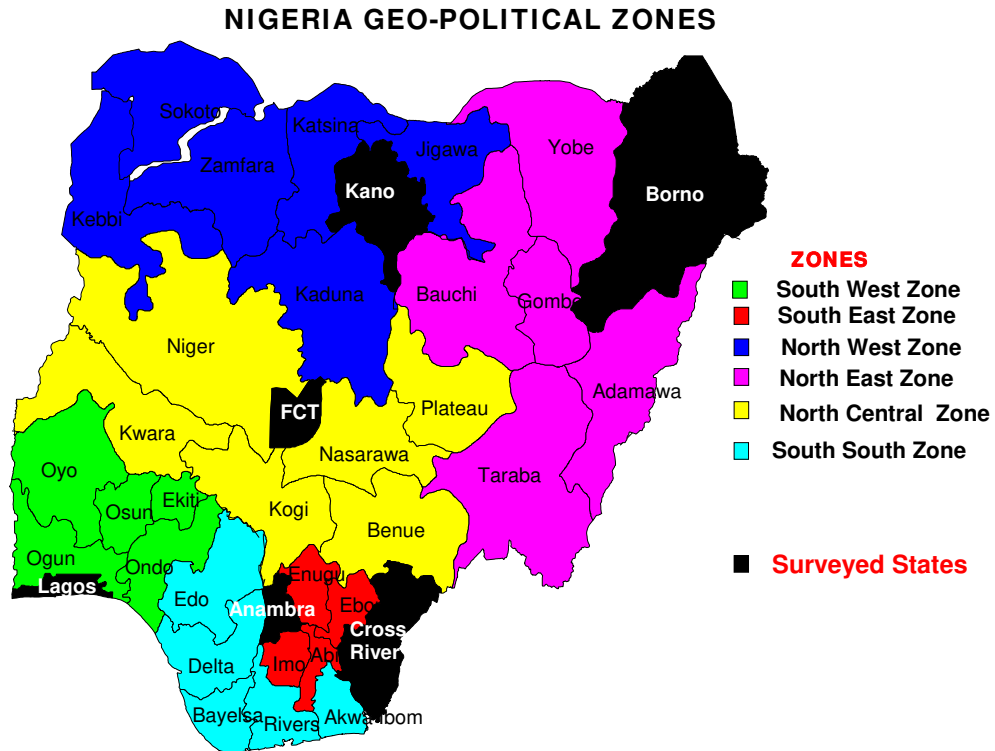 NIGERIA GEO-POLITICAL ZONES
Sokoto
Katsina
Zamfara
Jigawa
Yobe
Kano
Borno
Kebbi
Kaduna
Bauchi
Gombe
Niger
Adamawa
FCT
Plateau
Kwara
Nasarawa
Oyo
Taraba
Osun
Ekiti
Kogi
Benue
Ogun
Ondo
Lagos
Enugu
Edo
Anambra
Ebo
Cross
River
Imo
Abi
Delta
Bayelsa
Rivers
Akwa-Ibom
ZONES
South West Zone
South East Zone
North West Zone
North East Zone
North Central Zone
South South Zone
Surveyed States